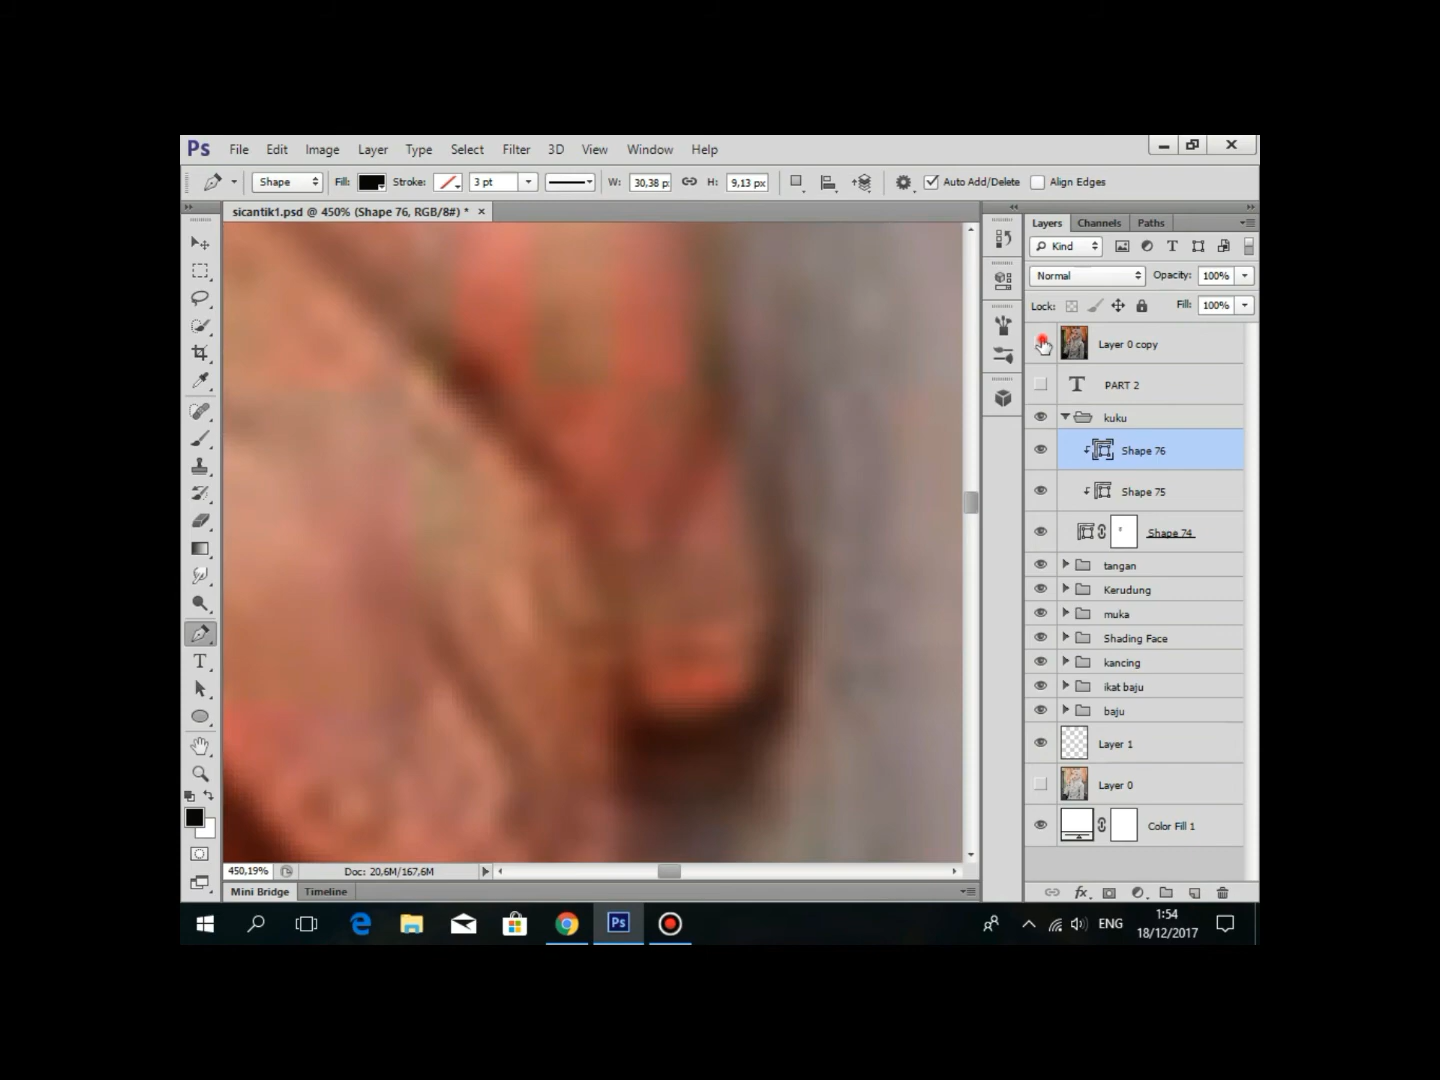 Ps File Edit Image Layer Type Select Filter 3D View Window Help
Shape Fill: Stroke: 3 pt W: 30,38 p: H: 9,13 px Auto Add/Delete Align Edges
sicantik1.psd @ 450% (Shape 76, RGB/8#) * ×
Layers Channels Paths
Kind
Normal Opacity: 100%
Lock: Fill: 100%
Layer 0 copy
T PART 2
kuku
Shape 76
Shape 75
Shape 74
tangan
Kerudung
muka
Shading Face
kancing
ikat baju
baju
Layer 1
Layer 0
Color Fill 1
450,19% Doc: 20,6M/167,6M
Mini Bridge Timeline
fx
Ps ENG 1:54
18/12/2017